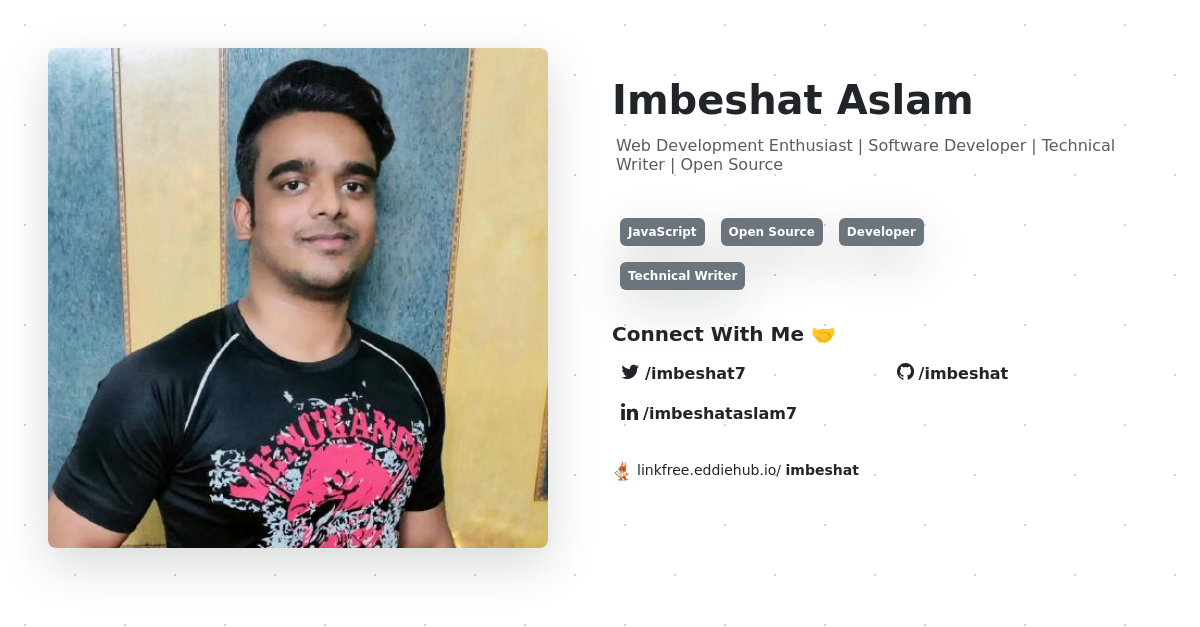 Imbeshat Aslam
Web Development Enthusiast | Software Developer | Technical
Writer | Open Source
JavaScript Open Source Developer
Technical Writer
Connect With Me 🤝
/imbeshat7 /imbeshat
/imbeshataslam7
linkfree.eddiehub.io/ imbeshat
VENGEANCE